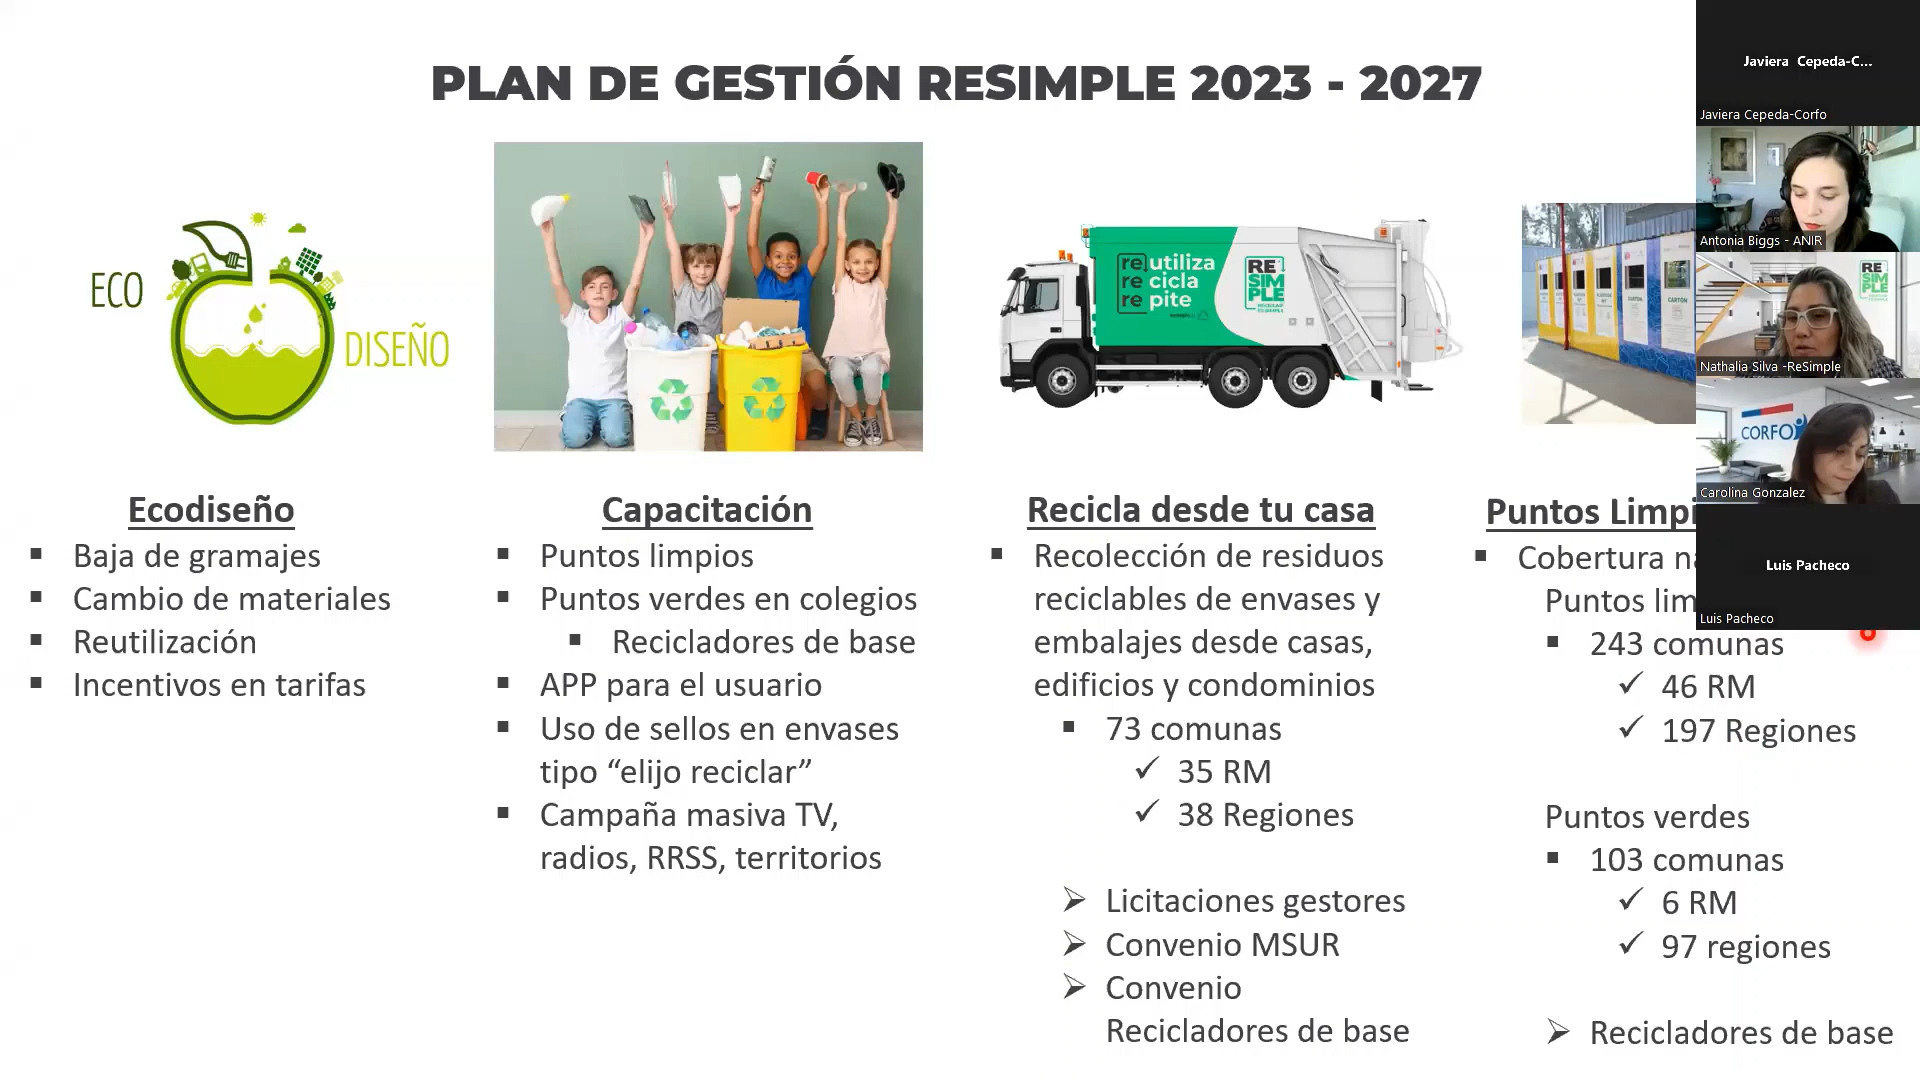 PLAN DE GESTIÓN RESIMPLE 2023 - 2027
ECO
DISEÑO
reutiliza
re cicla
re pite
RE
SIM
PLE
CARTÓN
Ecodiseño
▪ Baja de gramajes
▪ Cambio de materiales
▪ Reutilización
▪ Incentivos en tarifas
Capacitación
▪ Puntos limpios
▪ Puntos verdes en colegios
▪ Recicladores de base
▪ APP para el usuario
▪ Uso de sellos en envases
tipo “elijo reciclar”
▪ Campaña masiva TV,
radios, RRSS, territorios
Recicla desde tu casa
▪ Recolección de residuos
reciclables de envases y
embalajes desde casas,
edificios y condominios
▪ 73 comunas
✓ 35 RM
✓ 38 Regiones
➢ Licitaciones gestores
➢ Convenio MSUR
➢ Convenio
Recicladores de base
Puntos Limpi
▪ Cobertura na
Puntos lim
▪ 243 comunas
✓ 46 RM
✓ 197 Regiones
Puntos verdes
▪ 103 comunas
✓ 6 RM
✓ 97 regiones
➢ Recicladores de base
Javiera Cepeda-C...
Javiera Cepeda-Corfo
Antonia Biggs - ANIR
RE
SIM
PLE
Nathalia Silva -ReSimple
CORFO
Carolina Gonzalez
Luis Pacheco
Luis Pacheco